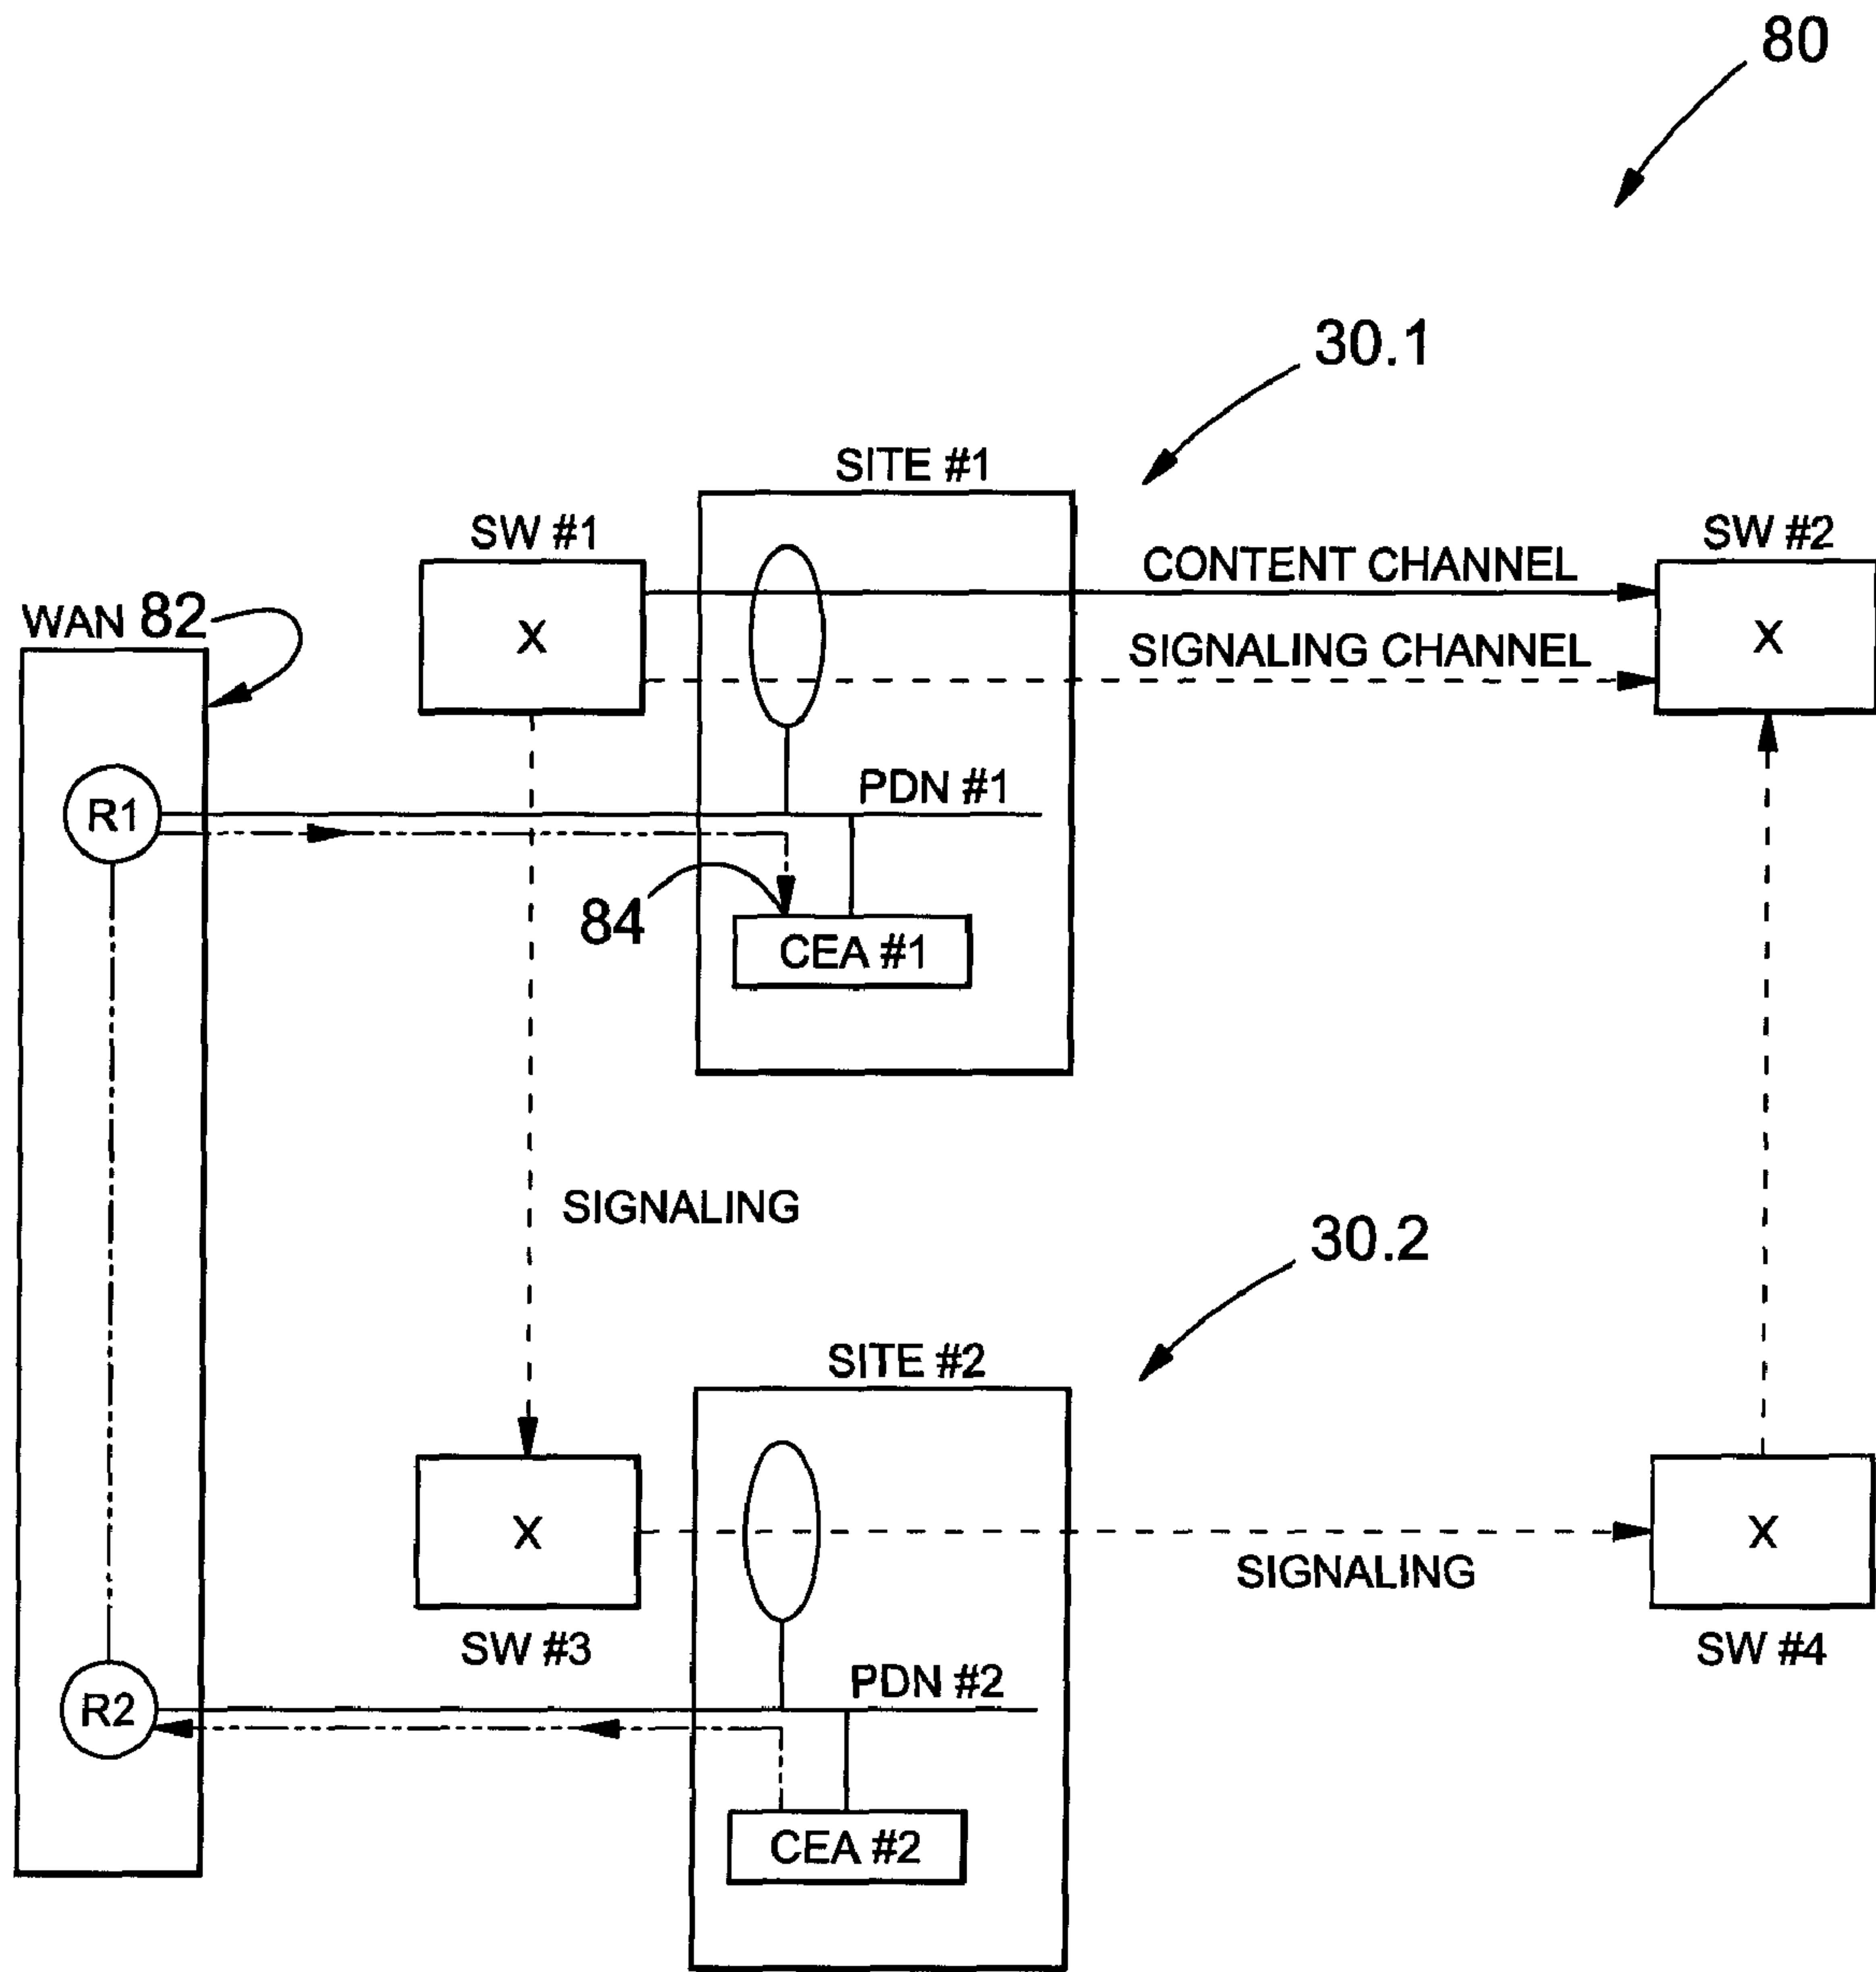 80
30.1
SITE #1
SW #1
SW #2
CONTENT CHANNEL
WAN 82
X
X
SIGNALING CHANNEL
PDN #1
R1
84
CEA #1
SIGNALING
30.2
SITE #2
X
X
SIGNALING
SW #3
SW #4
PDN #2
R2
CEA #2